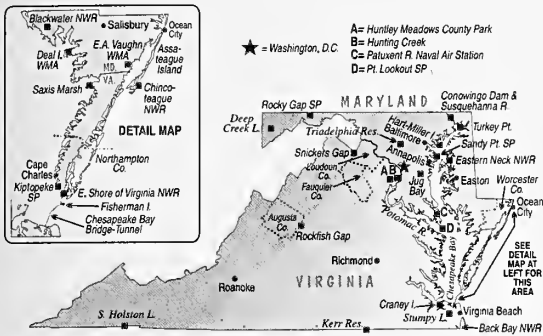 Blackwater NWR
Salisbury
Ocean
City
Deal I.
WMA
E.A. Vaughn
WMA
Assa-
teague
Island
MD.
VA.
Saxis Marsh
Chinco-
teague
NWR
DETAIL MAP
Northampton
Co.
Cape
Charles
Kiptopeke
SP
E. Shore of Virginia NWR
Fisherman I.
Chesapeake Bay
Bridge-Tunnel
= Washington, D.C.
A= Huntley Meadows County Park
B= Hunting Creek
C= Patuxent R. Naval Air Station
D= Pt. Lookout SP
Rocky Gap SP
MARYLAND
Conowingo Dam &
Susquehanna R.
Deep
Creek L.
Triadelphia Res.
Hart-Miller
Baltimore
Turkey Pt.
Sandy Pt. SP
Snickers Gap
Annapolis
Eastern Neck NWR
Loudoun
Co.
AB
Jug
Bay
Easton
Worcester
Co.
Fauquier
Co.
Ocean
City
Potomac R.
C
D
Augusta
Co.
Rockfish Gap
Chesapeake Bay
SEE
DETAIL
MAP AT
LEFT FOR
THIS
AREA
Richmond
Roanoke
VIRGINIA
Craney I.
Stumpy L.
Virginia Beach
S. Holston L.
Kerr Res.
Back Bay NWR